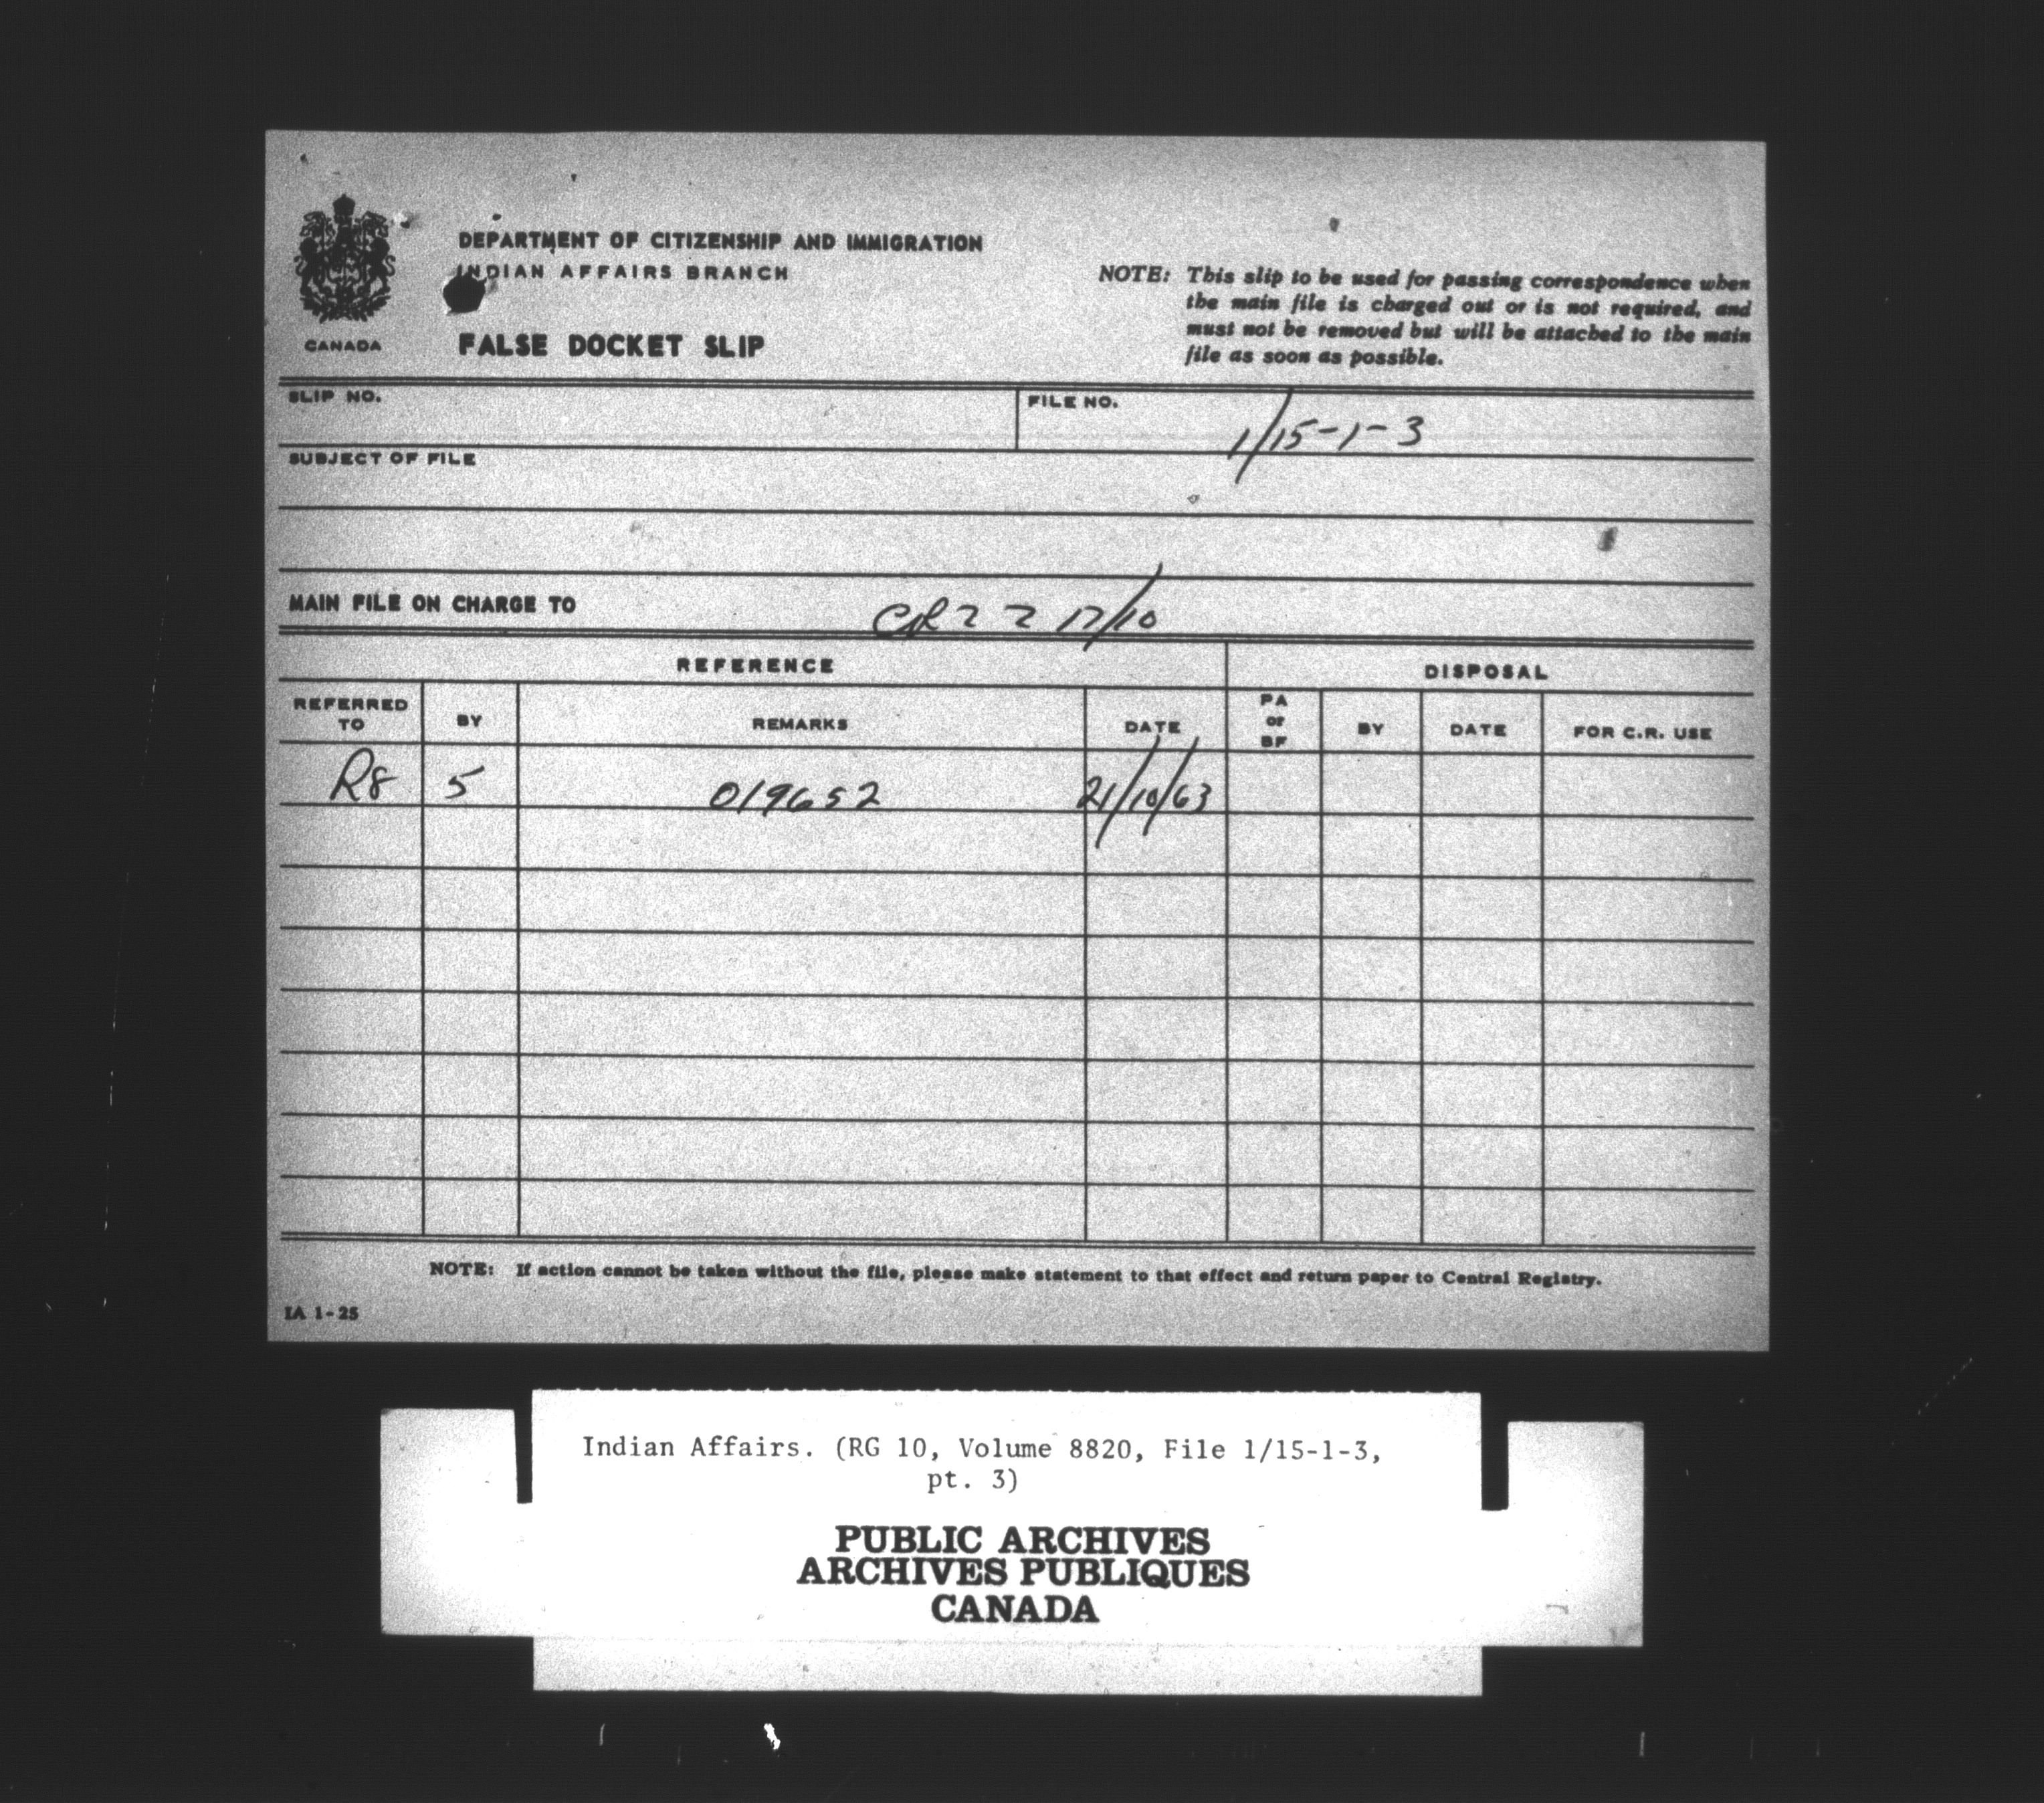 DEPARTMENT OF CITIZENSHIP AND IMMIGRATION
INDIAN AFFAIRS BRANCH
CANADA
FALSE DOCKET SLIP
NOTE: This slip to be used for passing correspondence when
the main file is charged out or is not required, and
must not be removed but will be attached to the main
file as soon as possible.
SLIP NO.
FILE NO. 1/15-1-3
SUBJECT OF FILE
MAIN FILE ON CHARGE TO 17/10
REFERENCE DISPOSAL
REFERRED TO BY REMARKS DATE PA or BF BY DATE FOR C.R. USE
R8 5 019652 21/10/63
NOTE: If action cannot be taken without the file, please make statement to that effect and return paper to Central Registry.
IA 1-25
Indian Affairs. (RG 10, Volume 8820, File 1/15-1-3,
pt. 3)
PUBLIC ARCHIVES
ARCHIVES PUBLIQUES
CANADA